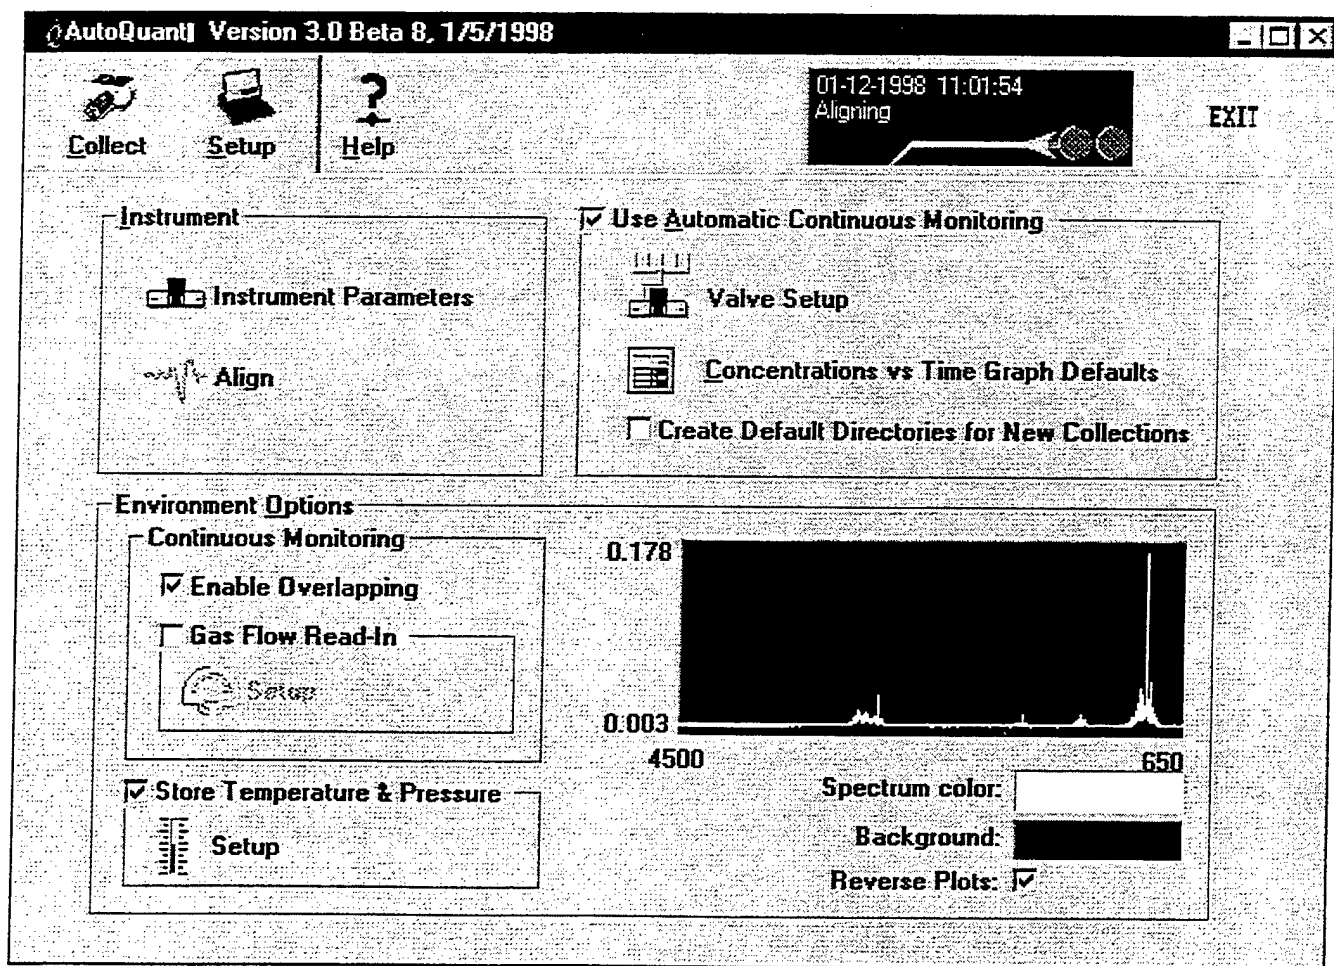 AutoQuant Version 3.0 Beta 8, 1/5/1998
Collect
Setup
Help
01-12-1998 11:01:54
Aligning
EXIT
Instrument
Instrument Parameters
Align
Use Automatic Continuous Monitoring
Valve Setup
Concentrations vs Time Graph Defaults
Create Default Directories for New Collections
Environment Options
Continuous Monitoring
Enable Overlapping
Gas Flow Read-In
Setup
Store Temperature & Pressure
Setup
0.178
0.003
4500
650
Spectrum color:
Background:
Reverse Plots: